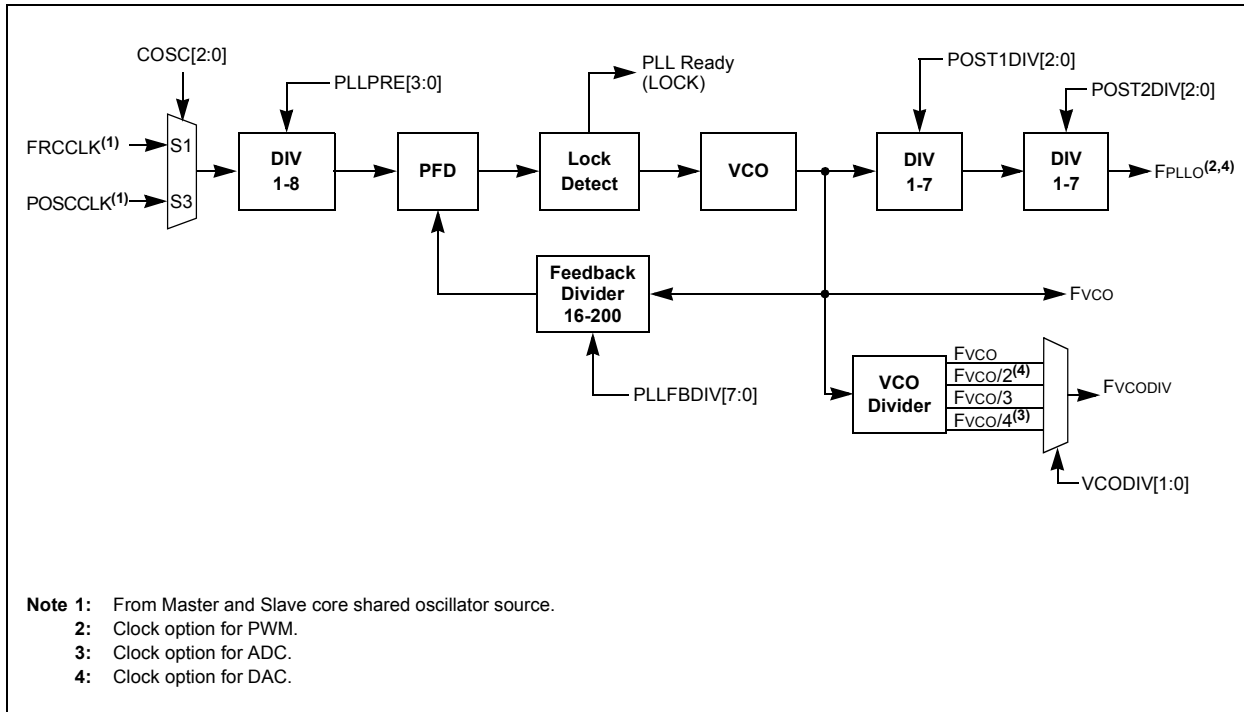 COSC[2:0]
PLLPRE[3:0]
PLL Ready
(LOCK)
POST1DIV[2:0]
POST2DIV[2:0]
FRCCLK(1)
S1
POSCCLK(1)
S3
DIV
1-8
PFD
Lock
Detect
VCO
DIV
1-7
DIV
1-7
FPLLO(2,4)
Feedback
Divider
16-200
FVCO
PLLFBDIV[7:0]
VCO
Divider
FVCO
FVCO/2(4)
FVCO/3
FVCO/4(3)
FVCODIV
VCODIV[1:0]
Note 1: From Master and Slave core shared oscillator source.
2: Clock option for PWM.
3: Clock option for ADC.
4: Clock option for DAC.